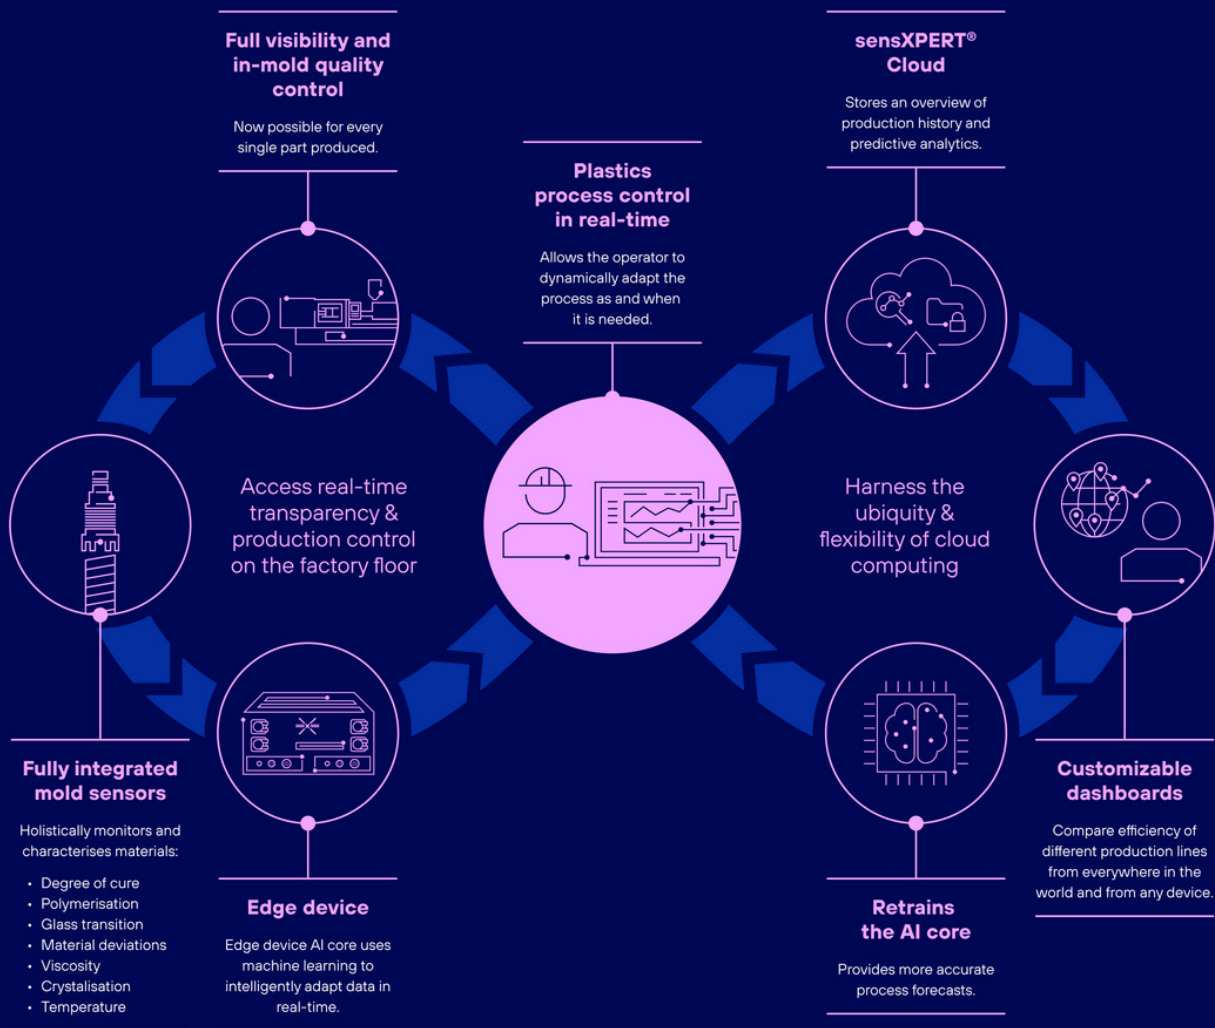 Full visibility and
in-mold quality
control
Now possible for every
single part produced.
sensXPERT®
Cloud
Stores an overview of
production history and
predictive analytics.
Plastics
process control
in real-time
Allows the operator to
dynamically adapt the
process as and when
it is needed.
Access real-time
transparency &
production control
on the factory floor
Harness the
ubiquity &
flexibility of cloud
computing
Fully integrated
mold sensors
Holistically monitors and
characterises materials:
• Degree of cure
• Polymerisation
• Glass transition
• Material deviations
• Viscosity
• Crystalisation
• Temperature
Edge device
Edge device AI core uses
machine learning to
intelligently adapt data in
real-time.
Retrains
the AI core
Provides more accurate
process forecasts.
Customizable
dashboards
Compare efficiency of
different production lines
from everywhere in the
world and from any device.